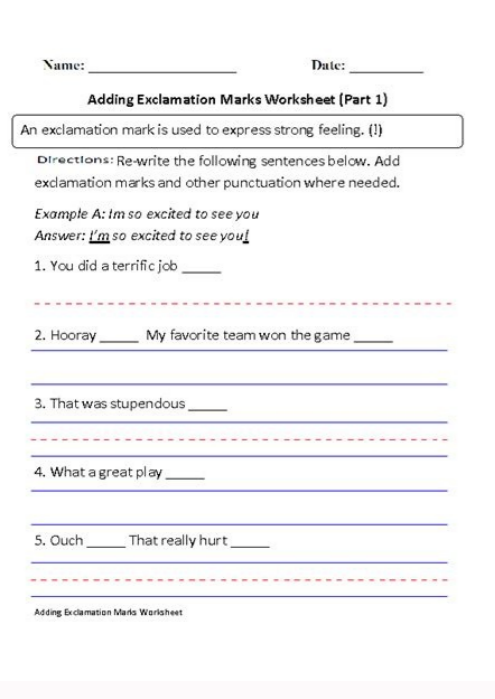 Name: ____________________ Date: __________
Adding Exclamation Marks Worksheet (Part 1)
An exclamation mark is used to express strong feeling. (!)
Directions: Re-write the following sentences below. Add
exclamation marks and other punctuation where needed.
Example A: Im so excited to see you
Answer: I'm so excited to see you!
1. You did a terrific job _____
2. Hooray _____ My favorite team won the game _____
3. That was stupendous _____
4. What a great play _____
5. Ouch _____ That really hurt _____
Adding Exclamation Marks Worksheet